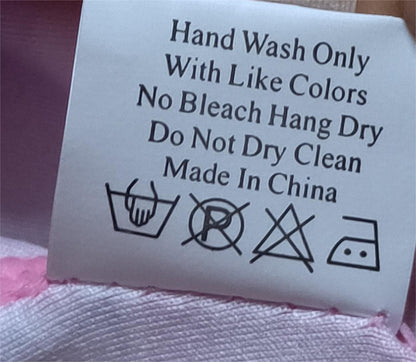 Hand Wash Only
With Like Colors
No Bleach Hang Dry
Do Not Dry Clean
Made In China
P